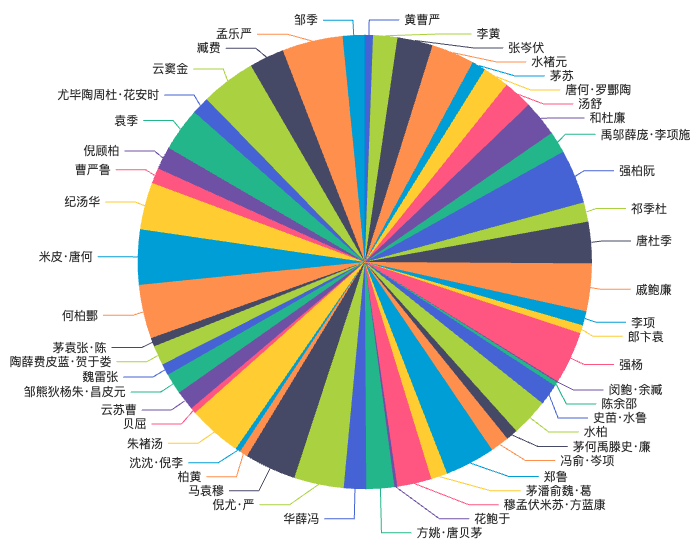 邹季
黄曹严
孟乐严
李黄
臧费
张岑伏
水褚元
云窦金
茅苏
唐何·罗酆陶
尤毕陶周杜·花安时
汤舒
和杜廉
袁季
禹邬薛庞·李项施
倪顾柏
曹严鲁
强柏阮
纪汤华
祁季杜
唐杜季
米皮·唐何
戚鲍廉
何柏酆
李项
郎卞袁
茅袁张·陈
陶薛费皮蓝·贺于娄
强杨
魏雷张
邹熊狄杨朱·昌皮元
闵鲍·余臧
陈余邵
云苏曹
史苗·水鲁
贝屈
水柏
朱褚汤
茅何禹滕史·廉
沈沈·倪李
冯俞·岑项
柏黄
郑鲁
马袁穆
茅潘俞魏·葛
倪尤·严
穆孟伏米苏·方蓝康
华薛冯
花鲍于
方姚·唐贝茅